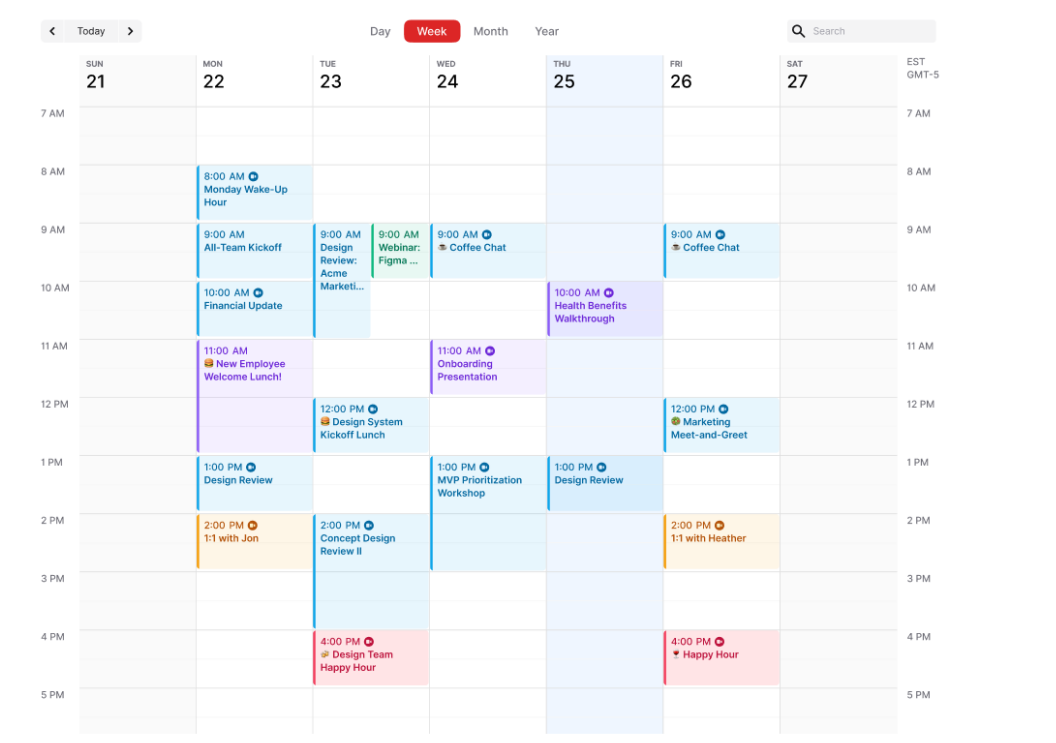 Today
Day
Week
Month
Year
Search
SUN
21
MON
22
TUE
23
WED
24
THU
25
FRI
26
SAT
27
EST
GMT-5
7 AM
7 AM
8 AM
8 AM
8:00 AM
Monday Wake-Up
Hour
9 AM
9 AM
9:00 AM
All-Team Kickoff
9:00 AM
Design
Review:
Acme
Marketi...
9:00 AM
Webinar:
Figma ...
9:00 AM
☕ Coffee Chat
9:00 AM
☕ Coffee Chat
10 AM
10 AM
10:00 AM
Financial Update
10:00 AM
Health Benefits
Walkthrough
11 AM
11 AM
11:00 AM
🍔 New Employee
Welcome Lunch!
11:00 AM
Onboarding
Presentation
12 PM
12 PM
12:00 PM
🍔 Design System
Kickoff Lunch
12:00 PM
Marketing
Meet-and-Greet
1 PM
1 PM
1:00 PM
Design Review
1:00 PM
MVP Prioritization
Workshop
1:00 PM
Design Review
2 PM
2 PM
2:00 PM
1:1 with Jon
2:00 PM
Concept Design
Review II
2:00 PM
1:1 with Heather
3 PM
3 PM
4 PM
4 PM
4:00 PM
Design Team
Happy Hour
4:00 PM
🍷 Happy Hour
5 PM
5 PM